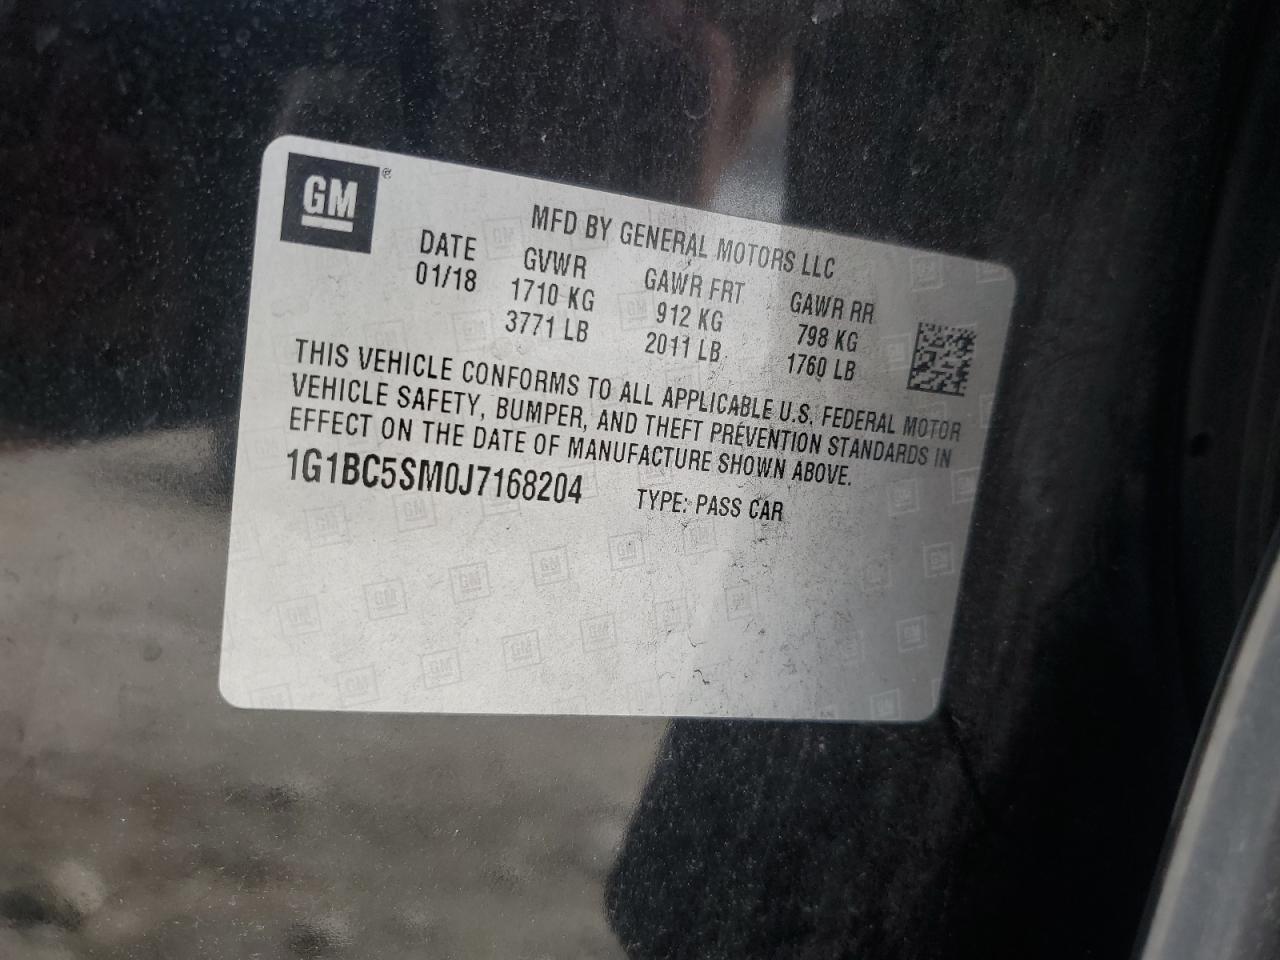 GM®
MFD BY GENERAL MOTORS LLC
DATE GVWR GAWR FRT GAWR RR
01/18 1710 KG 912 KG 798 KG
3771 LB 2011 LB 1760 LB
THIS VEHICLE CONFORMS TO ALL APPLICABLE U.S. FEDERAL MOTOR
VEHICLE SAFETY, BUMPER, AND THEFT PREVENTION STANDARDS IN
EFFECT ON THE DATE OF MANUFACTURE SHOWN ABOVE.
1G1BC5SM0J7168204 TYPE: PASS CAR